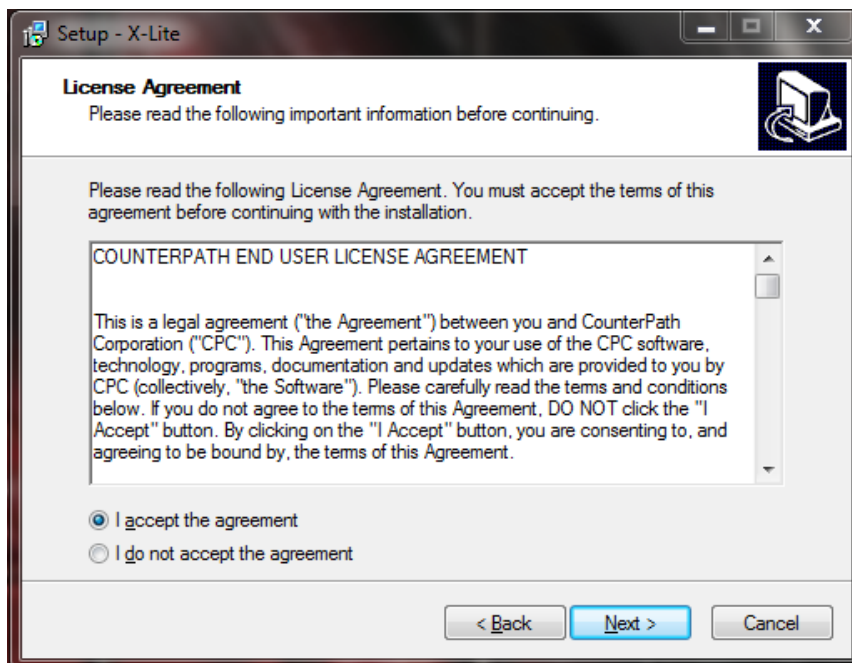 Setup - X-Lite
License Agreement
Please read the following important information before continuing.
Please read the following License Agreement. You must accept the terms of this
agreement before continuing with the installation.
COUNTERPATH END USER LICENSE AGREEMENT
This is a legal agreement ("the Agreement") between you and CounterPath
Corporation ("CPC"). This Agreement pertains to your use of the CPC software,
technology, programs, documentation and updates which are provided to you by
CPC (collectively, "the Software"). Please carefully read the terms and conditions
below. If you do not agree to the terms of this Agreement, DO NOT click the "I
Accept" button. By clicking on the "I Accept" button, you are consenting to, and
agreeing to be bound by, the terms of this Agreement.
I accept the agreement
I do not accept the agreement
< Back Next > Cancel